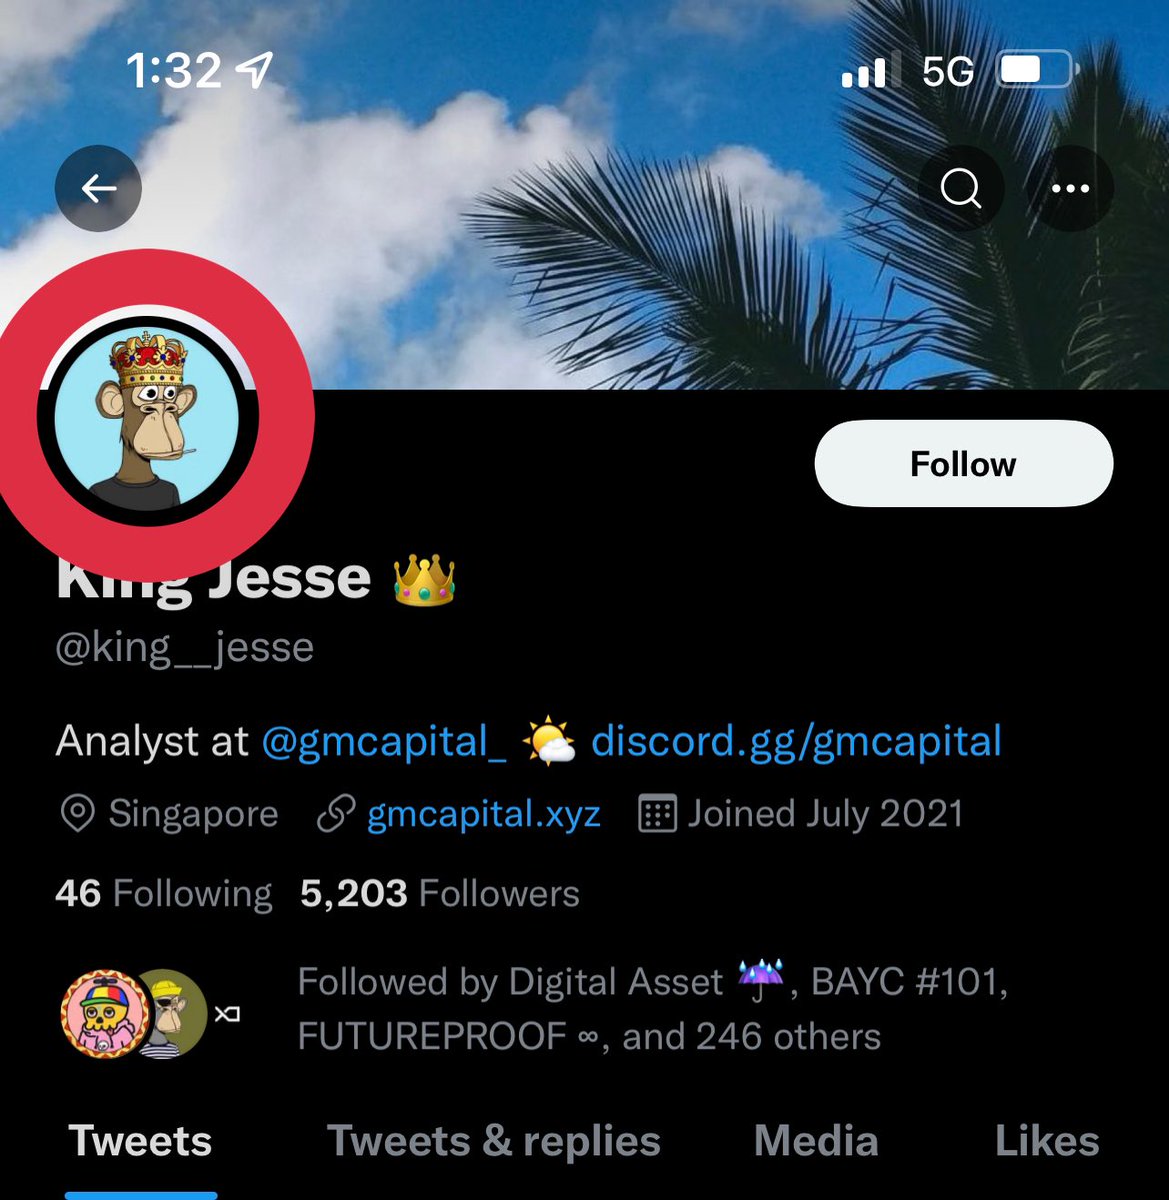 1:32 5G
Follow
King Jesse 👑
@king__jesse
Analyst at @gmcapital_ 🌤️ discord.gg/gmcapital
Singapore gmcapital.xyz Joined July 2021
46 Following 5,203 Followers
Followed by Digital Asset ☔, BAYC #101,
FUTUREPROOF ∞, and 246 others
Tweets Tweets & replies Media Likes